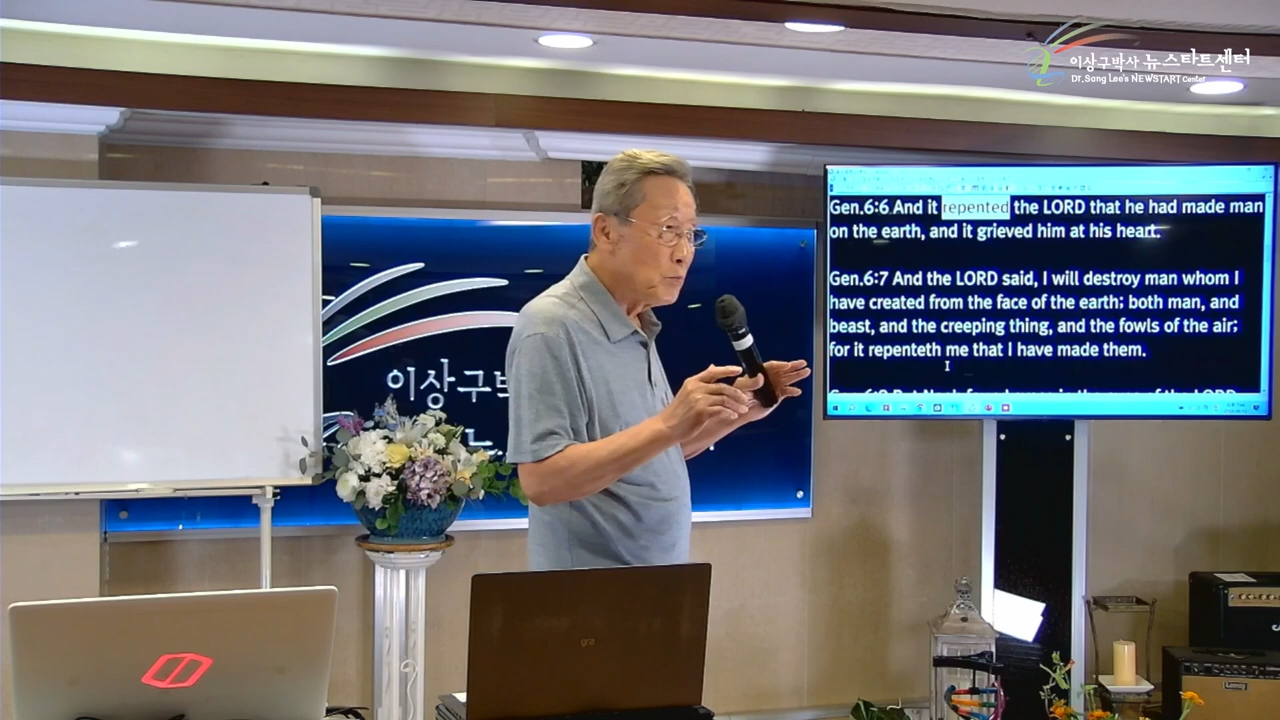 이상구박사 뉴스타트센터
Dr. Sang Lee's NEWSTART Center
Gen.6:6 And it repented the LORD that he had made man
on the earth, and it grieved him at his heart.
Gen.6:7 And the LORD said, I will destroy man whom I
have created from the face of the earth; both man, and
beast, and the creeping thing, and the fowls of the air;
for it repenteth me that I have made them.
이상구
gra
Laney